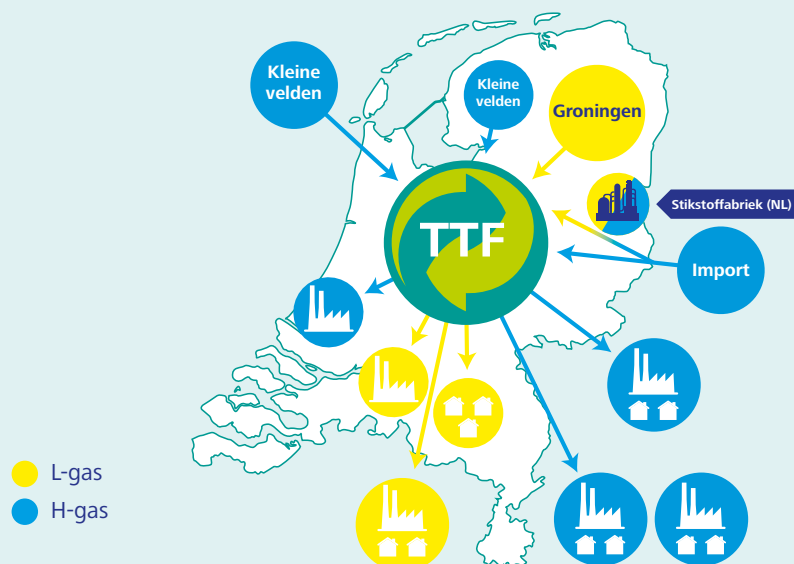 Kleine
velden
Kleine
velden
Groningen
Stikstoffabriek (NL)
TTF
Import
L-gas
H-gas